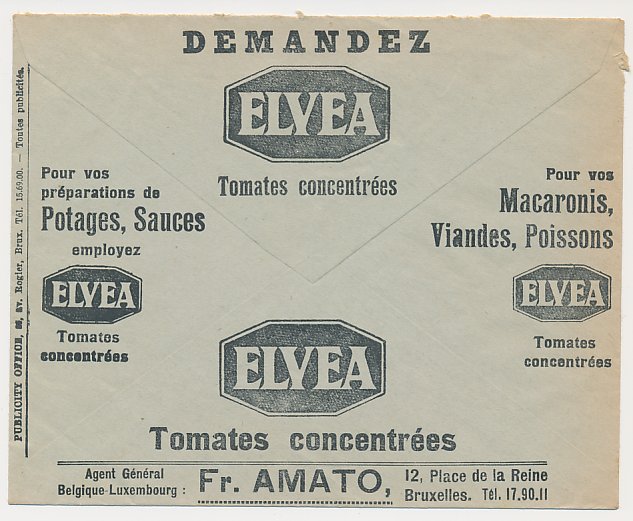 DEMANDEZ
ELVEA
Tomates concentrées
Pour vos
préparations de
Potages, Sauces
employez
ELVEA
Tomates
concentrées
Pour vos
Macaronis,
Viandes, Poissons
ELVEA
Tomates
concentrées
ELVEA
Tomates concentrées
Agent Général
Belgique-Luxembourg :
Fr. AMATO,
12, Place de la Reine
Bruxelles. Tél. 17.90.11
PUBLICITY OFFICE, av. Rogier, Brux. Tél. 15.69.00. — Toutes publicités.